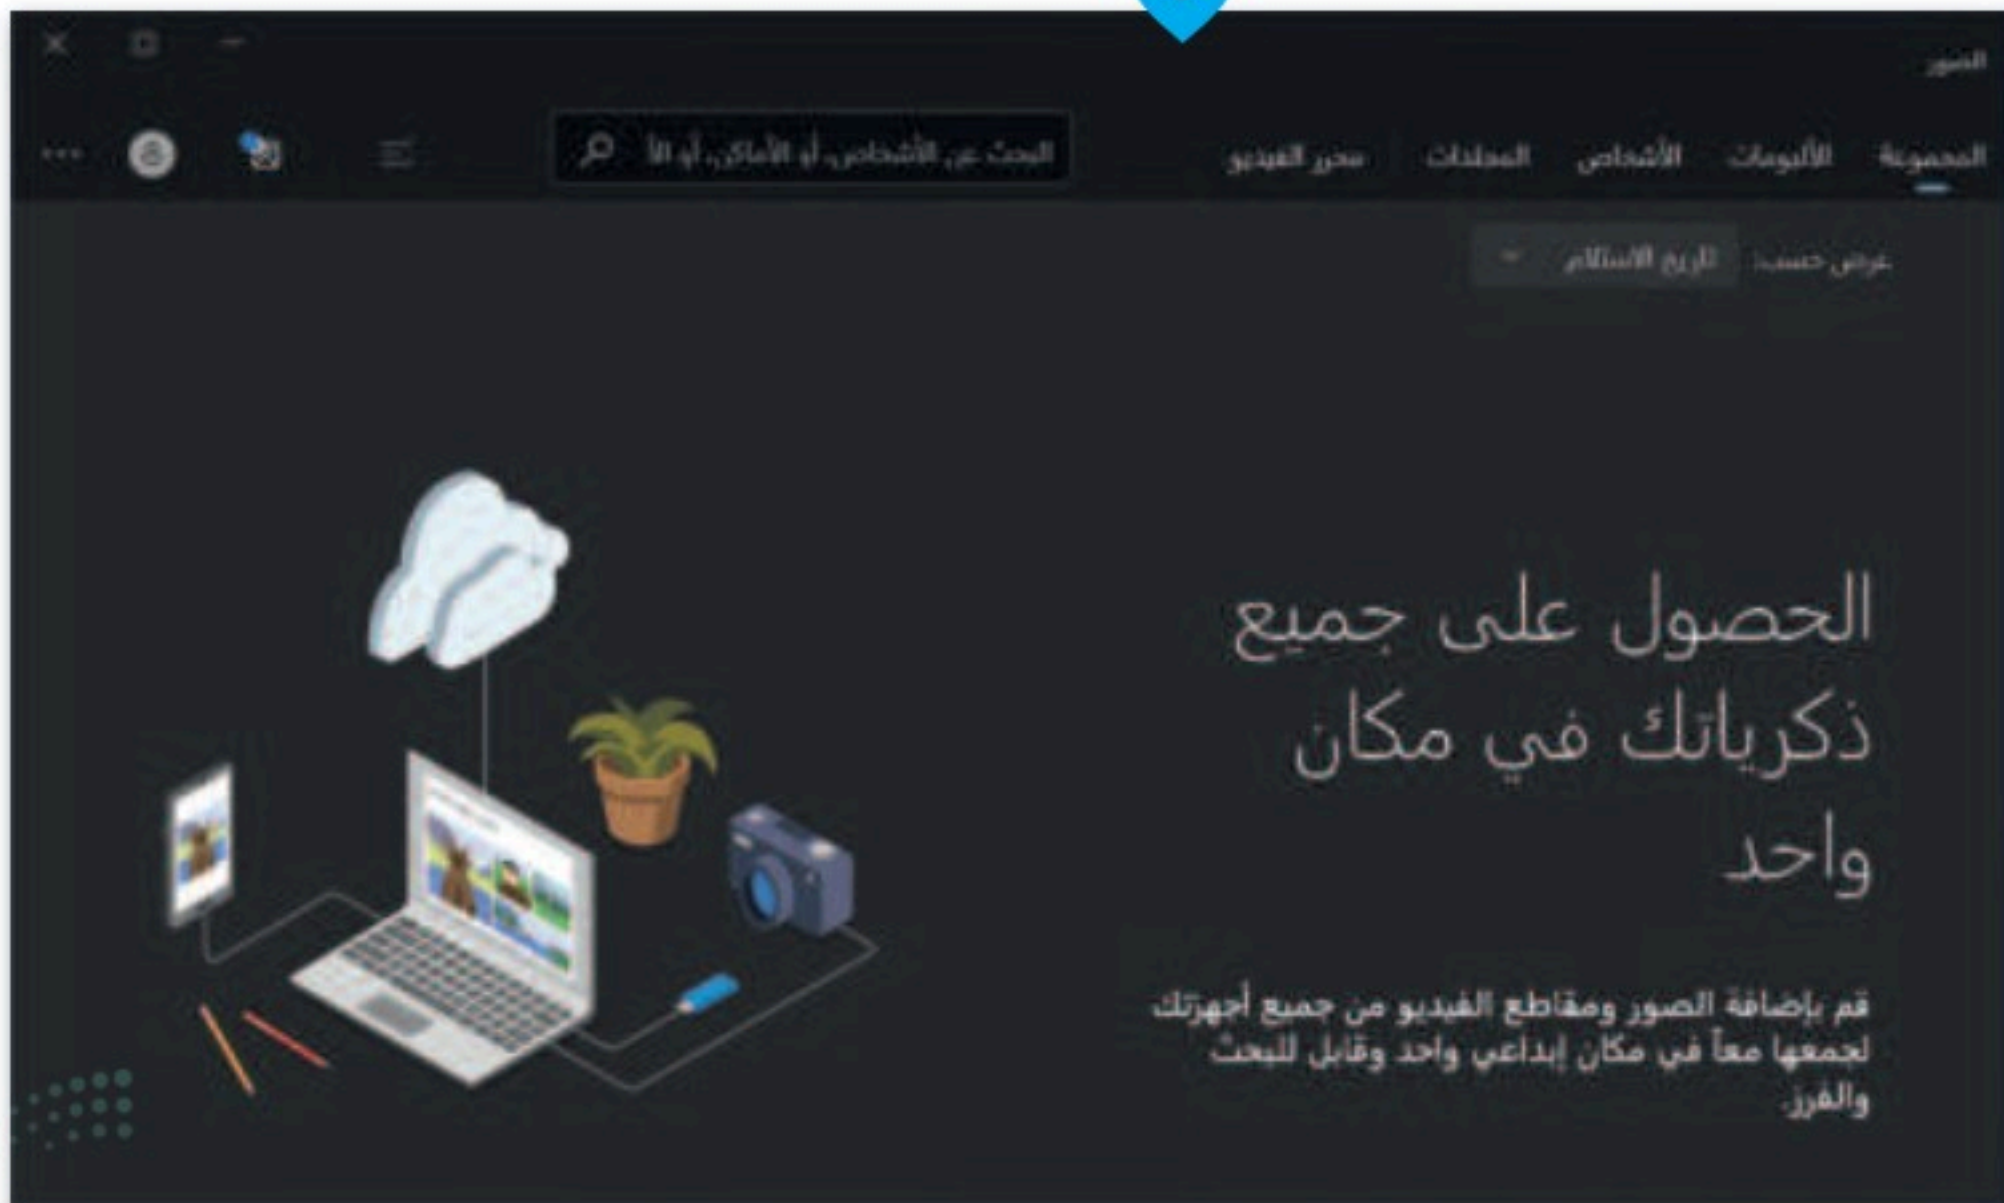 الصور
المجموعة الألبومات الأشخاص المجلدات محرر الفيديو البحث عن الأشخاص، أو الأماكن، أو الأ
عرض حسب: تاريخ الاستلام
الحصول على جميع
ذكرياتك في مكان
واحد
قم بإضافة الصور ومقاطع الفيديو من جميع أجهزتك
لجمعها معاً في مكان إبداعي واحد وقابل للبحث
والفرز.